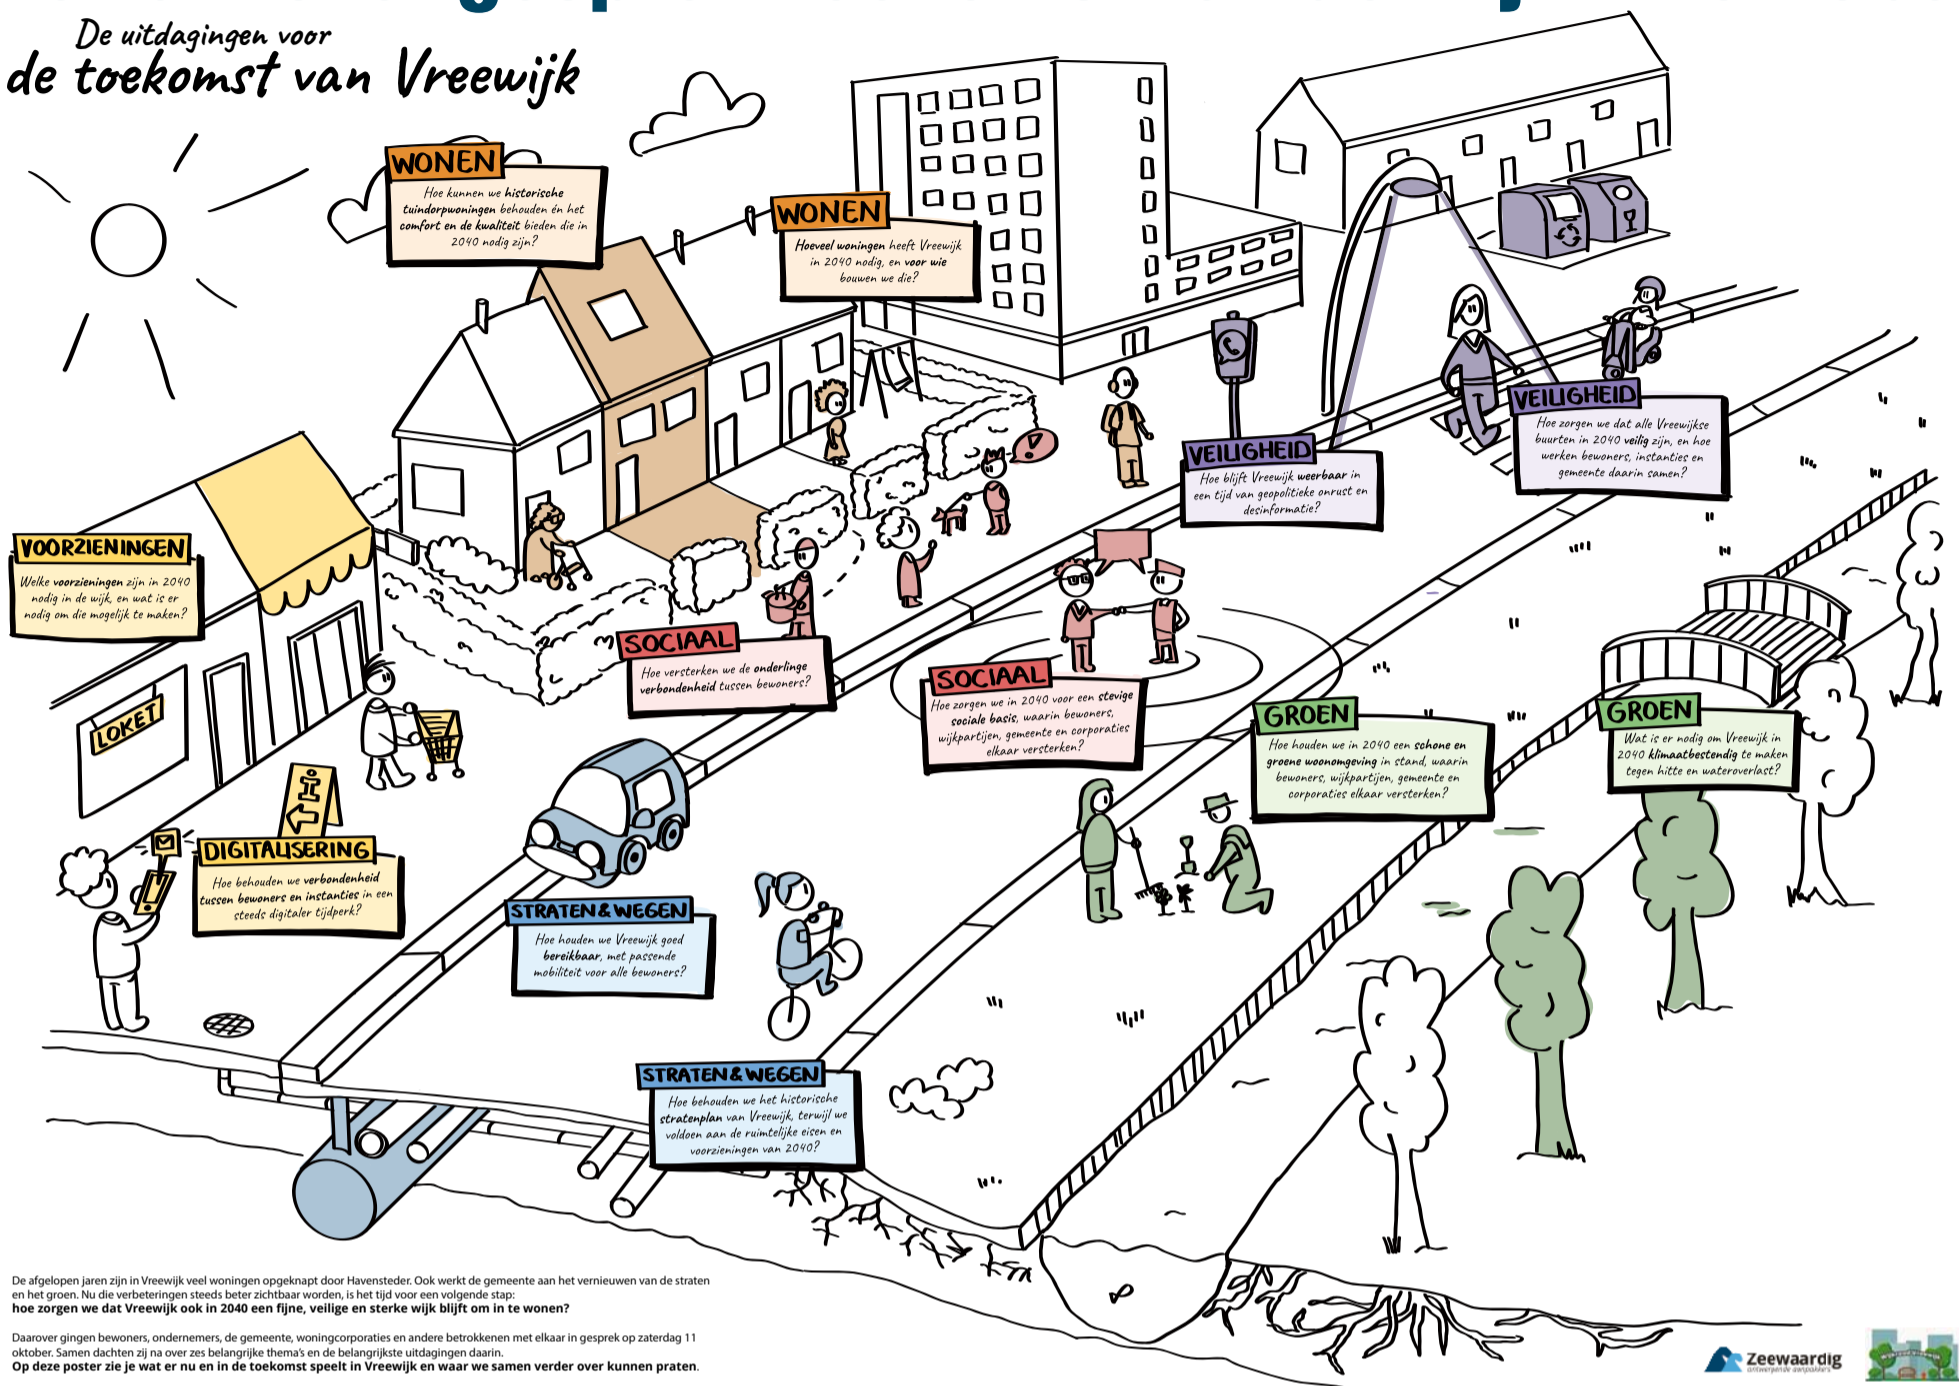 De uitdagingen voor
de toekomst van Vreewijk
WONEN
Hoe kunnen we historische
tuindorpwoningen behouden én het
comfort en de kwaliteit bieden die in
2040 nodig zijn?
WONEN
Hoeveel woningen heeft Vreewijk
in 2040 nodig, en voor wie
bouwen we die?
VEILIGHEID
Hoe zorgen we dat alle Vreewijkse
buurten in 2040 veilig zijn, en hoe
werken bewoners, instanties en
gemeente daarin samen?
VEILIGHEID
Hoe blijft Vreewijk weerbaar in
een tijd van geopolitieke onrust en
desinformatie?
VOORZIENINGEN
Welke voorzieningen zijn in 2040
nodig in de wijk, en wat is er
nodig om die mogelijk te maken?
LOKET
SOCIAAL
Hoe versterken we de onderlinge
verbondenheid tussen bewoners?
SOCIAAL
Hoe zorgen we in 2040 voor een stevige
sociale basis, waarin bewoners,
wijkpartijen, gemeente en corporaties
elkaar versterken?
GROEN
Hoe houden we in 2040 een schone en
groene woonomgeving in stand, waarin
bewoners, wijkpartijen, gemeente en
corporaties elkaar versterken?
GROEN
Wat is er nodig om Vreewijk in
2040 klimaatbestendig te maken
tegen hitte en wateroverlast?
i
DIGITALISERING
Hoe behouden we verbondenheid
tussen bewoners en instanties in een
steeds digitaler tijdperk?
STRATEN & WEGEN
Hoe houden we Vreewijk goed
bereikbaar, met passende
mobiliteit voor alle bewoners?
STRATEN & WEGEN
Hoe behouden we het historische
stratenplan van Vreewijk, terwijl we
voldoen aan de ruimtelijke eisen en
voorzieningen van 2040?
De afgelopen jaren zijn in Vreewijk veel woningen opgeknapt door Havensteder. Ook werkt de gemeente aan het vernieuwen van de straten
en het groen. Nu die verbeteringen steeds beter zichtbaar worden, is het tijd voor een volgende stap:
hoe zorgen we dat Vreewijk ook in 2040 een fijne, veilige en sterke wijk blijft om in te wonen?
Daarover gingen bewoners, ondernemers, de gemeente, woningcorporaties en andere betrokkenen met elkaar in gesprek op zaterdag 11
oktober. Samen dachten zij na over zes belangrijke thema's en de belangrijkste uitdagingen daarin.
Op deze poster zie je wat er nu en in de toekomst speelt in Vreewijk en waar we samen verder over kunnen praten.
Zeewaardig
ontwerpende aanpakkers